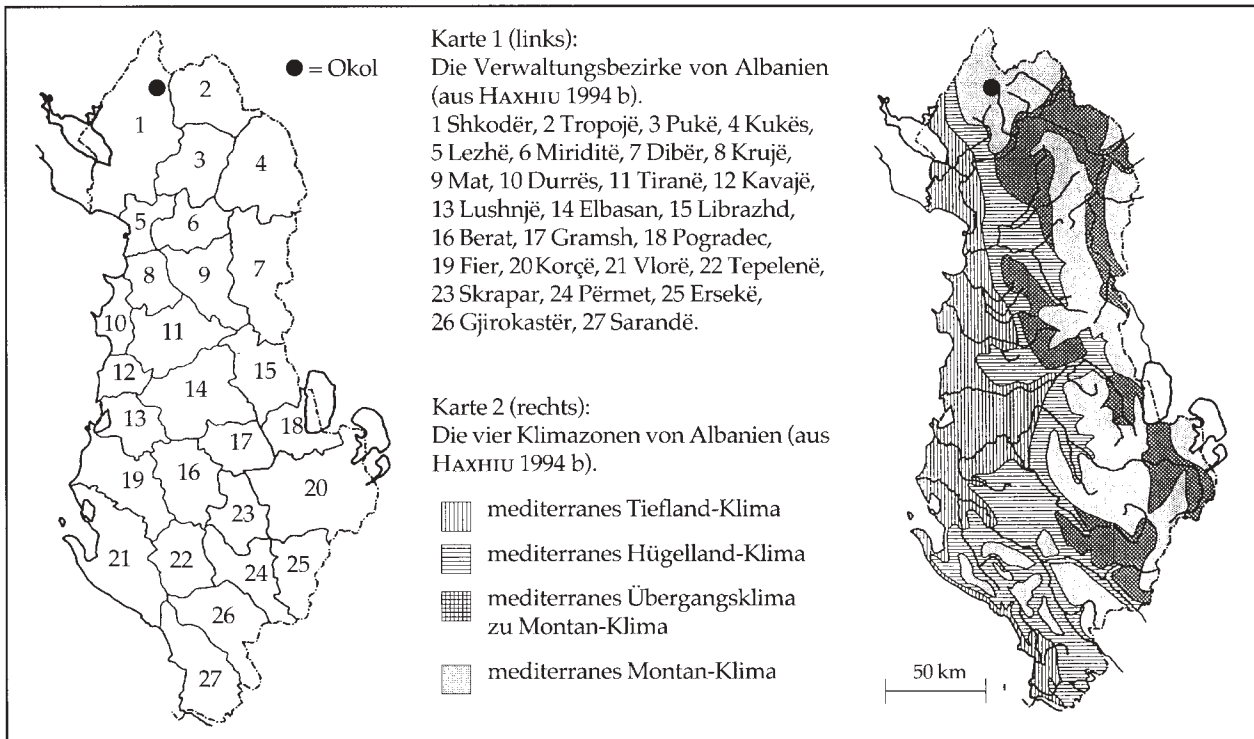 ● = Okol
1
2
3
4
5
6
7
8
9
10
11
12
13
14
15
16
17
18
19
20
21
22
23
24
25
26
27
Karte 1 (links):
Die Verwaltungsbezirke von Albanien
(aus HAXHIU 1994 b).
1 Shkodër, 2 Tropojë, 3 Pukë, 4 Kukës,
5 Lezhë, 6 Miriditë, 7 Dibër, 8 Krujë,
9 Mat, 10 Durrës, 11 Tiranë, 12 Kavajë,
13 Lushnjë, 14 Elbasan, 15 Librazhd,
16 Berat, 17 Gramsh, 18 Pogradec,
19 Fier, 20 Korçë, 21 Vlorë, 22 Tepelenë,
23 Skrapar, 24 Përmet, 25 Ersekë,
26 Gjirokastër, 27 Sarandë.
Karte 2 (rechts):
Die vier Klimazonen von Albanien (aus
HAXHIU 1994 b).
mediterranes Tiefland-Klima
mediterranes Hügelland-Klima
mediterranes Übergangsklima
zu Montan-Klima
mediterranes Montan-Klima
50 km